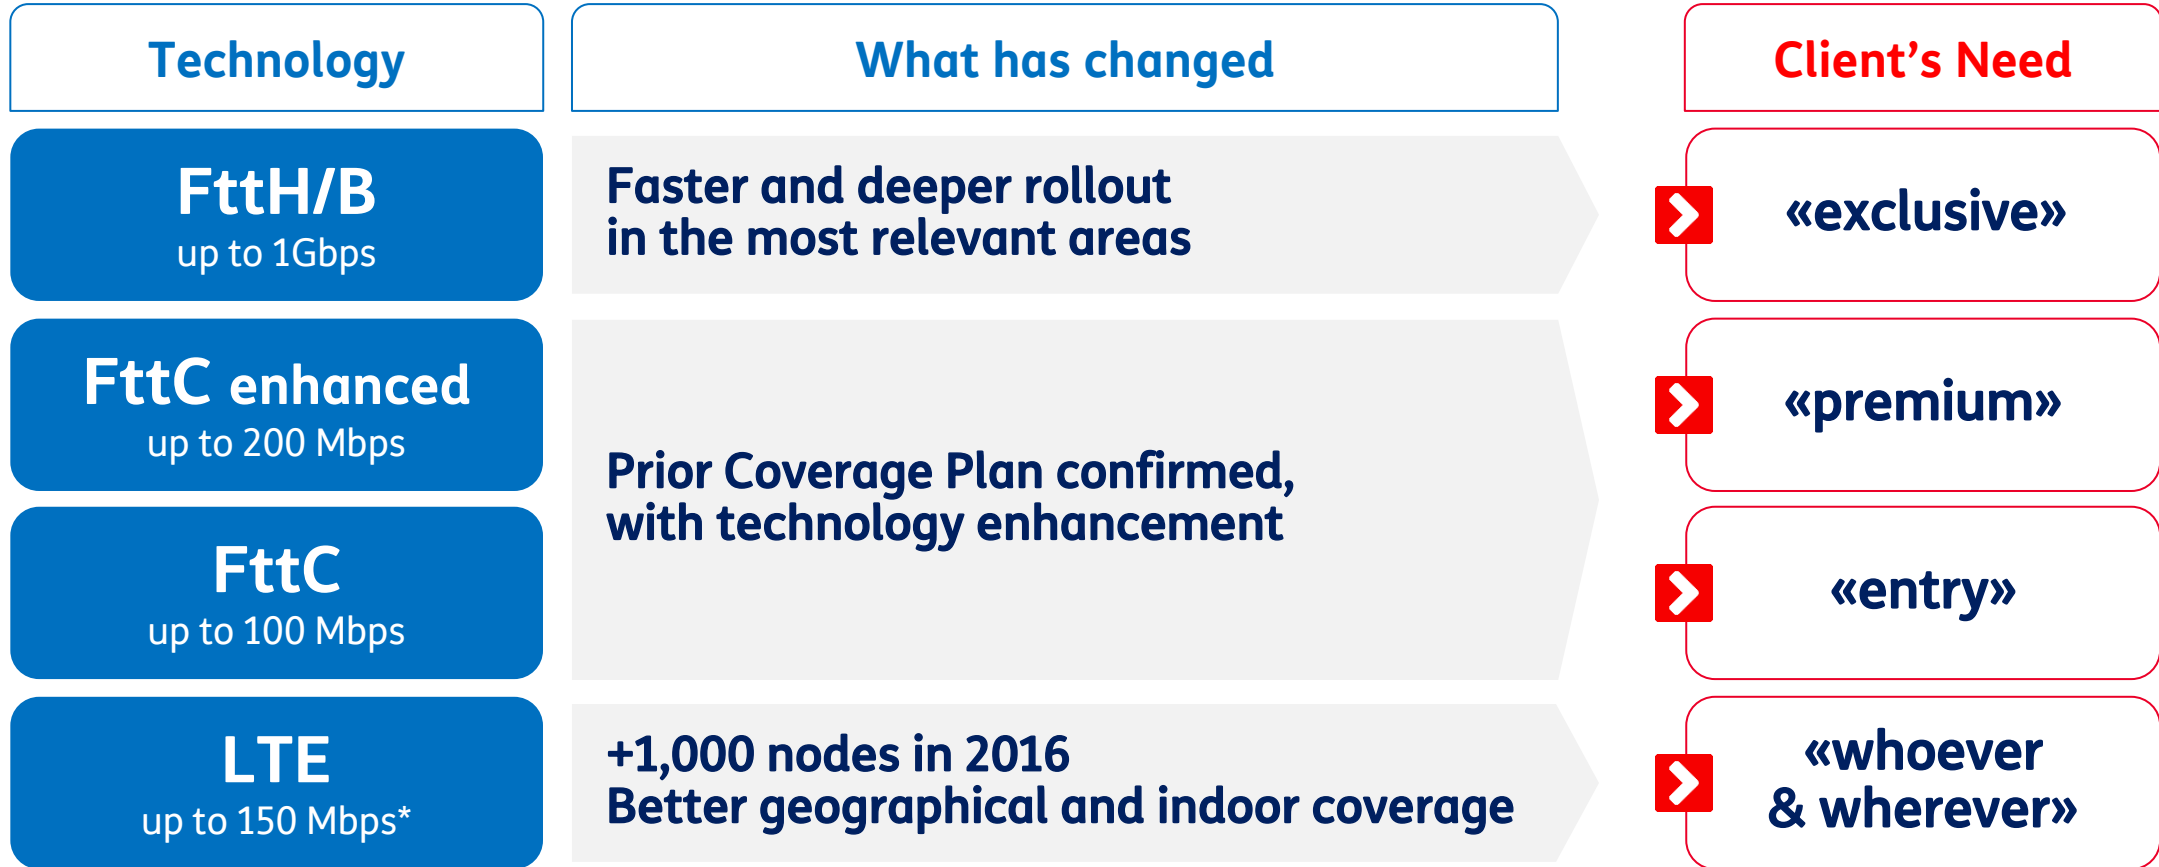 Technology
What has changed
Client’s Need
FttH/B
up to 1Gbps
Faster and deeper rollout
in the most relevant areas
«exclusive»
FttC enhanced
up to 200 Mbps
Prior Coverage Plan confirmed,
with technology enhancement
«premium»
FttC
up to 100 Mbps
«entry»
LTE
up to 150 Mbps*
+1,000 nodes in 2016
Better geographical and indoor coverage
«whoever
& wherever»